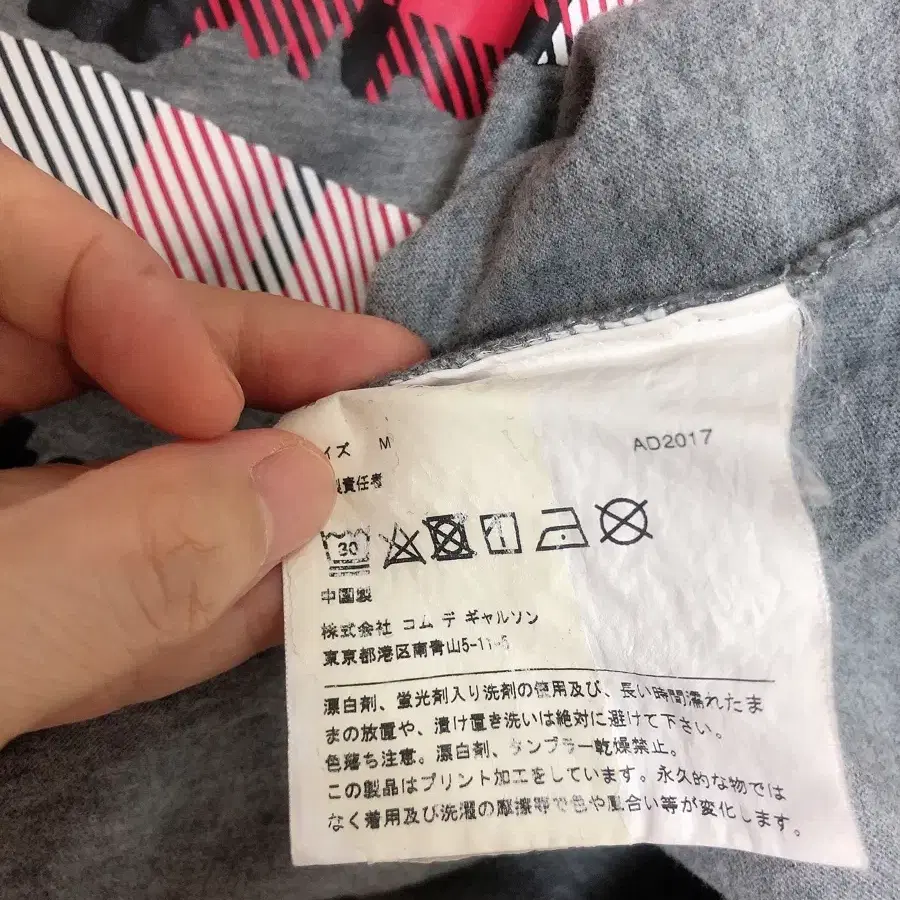 イズ M
AD2017
責任者
30
中国製
株式会社 コム デ ギャルソン
東京都港区南青山5-11-5
漂白剤、蛍光剤入り洗剤の使用及び、長い時間濡れたま
まの放置や、漬け置き洗いは絶対に避けて下さい。
色落ち注意。漂白剤、タンブラー乾燥禁止。
この製品はプリント加工をしています。永久的な物では
なく着用及び洗濯の摩擦等で色や風合い等が変化します。